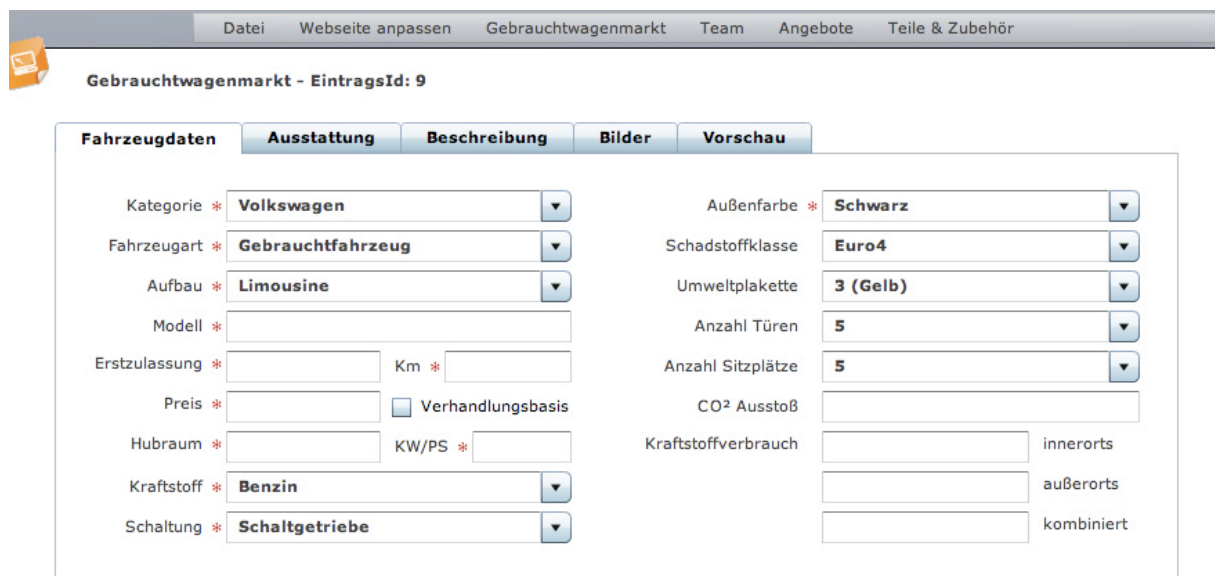 Datei Webseite anpassen Gebrauchtwagenmarkt Team Angebote Teile & Zubehör
Gebrauchtwagenmarkt - EintragsId: 9
Fahrzeugdaten Ausstattung Beschreibung Bilder Vorschau
Kategorie * Volkswagen
Fahrzeugart * Gebrauchtfahrzeug
Aufbau * Limousine
Modell *
Erstzulassung * Km *
Preis * Verhandlungsbasis
Hubraum * KW/PS *
Kraftstoff * Benzin
Schaltung * Schaltgetriebe
Außenfarbe * Schwarz
Schadstoffklasse Euro4
Umweltplakette 3 (Gelb)
Anzahl Türen 5
Anzahl Sitzplätze 5
CO² Ausstoß
Kraftstoffverbrauch innerorts
außerorts
kombiniert